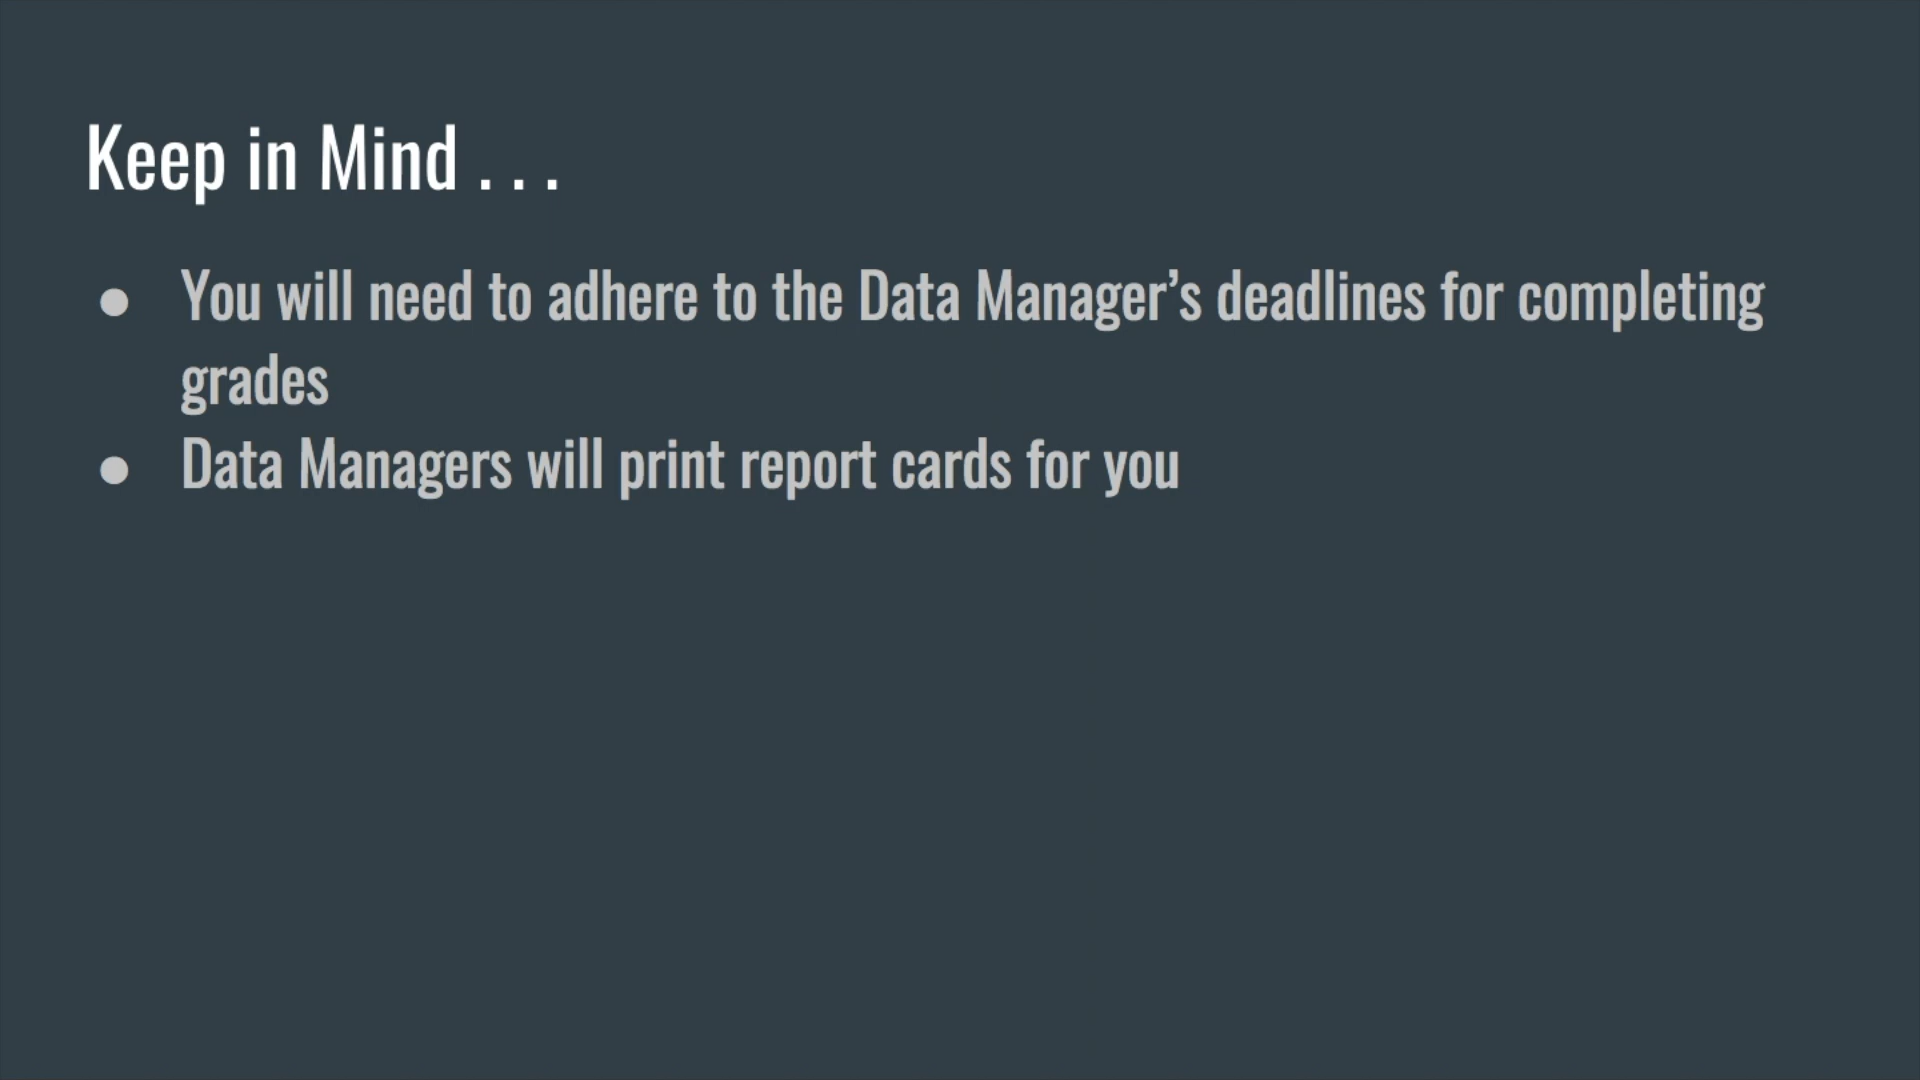 Keep in Mind . . .
● You will need to adhere to the Data Manager’s deadlines for completing
grades
● Data Managers will print report cards for you